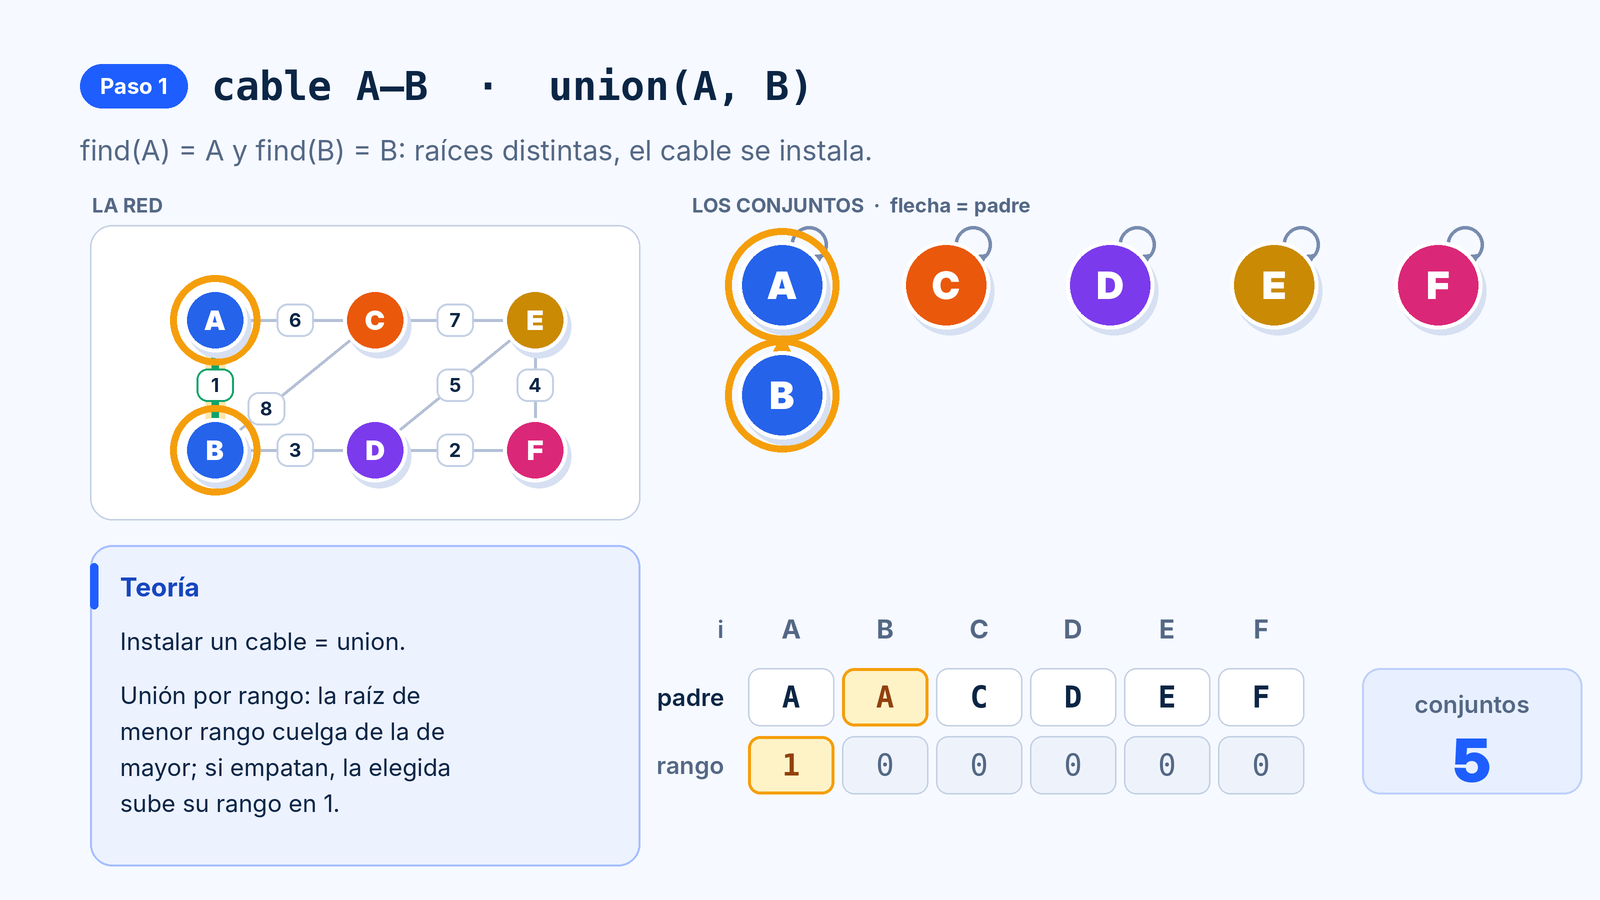 Paso 1
cable A—B · union(A, B)
find(A) = A y find(B) = B: raíces distintas, el cable se instala.
LA RED
LOS CONJUNTOS · flecha = padre
A 6 C 7 E
1 8 5 4
B 3 D 2 F
A C D E F
B
Teoría
Instalar un cable = union.
Unión por rango: la raíz de
menor rango cuelga de la de
mayor; si empatan, la elegida
sube su rango en 1.
i A B C D E F
padre A A C D E F
rango 1 0 0 0 0 0
conjuntos
5